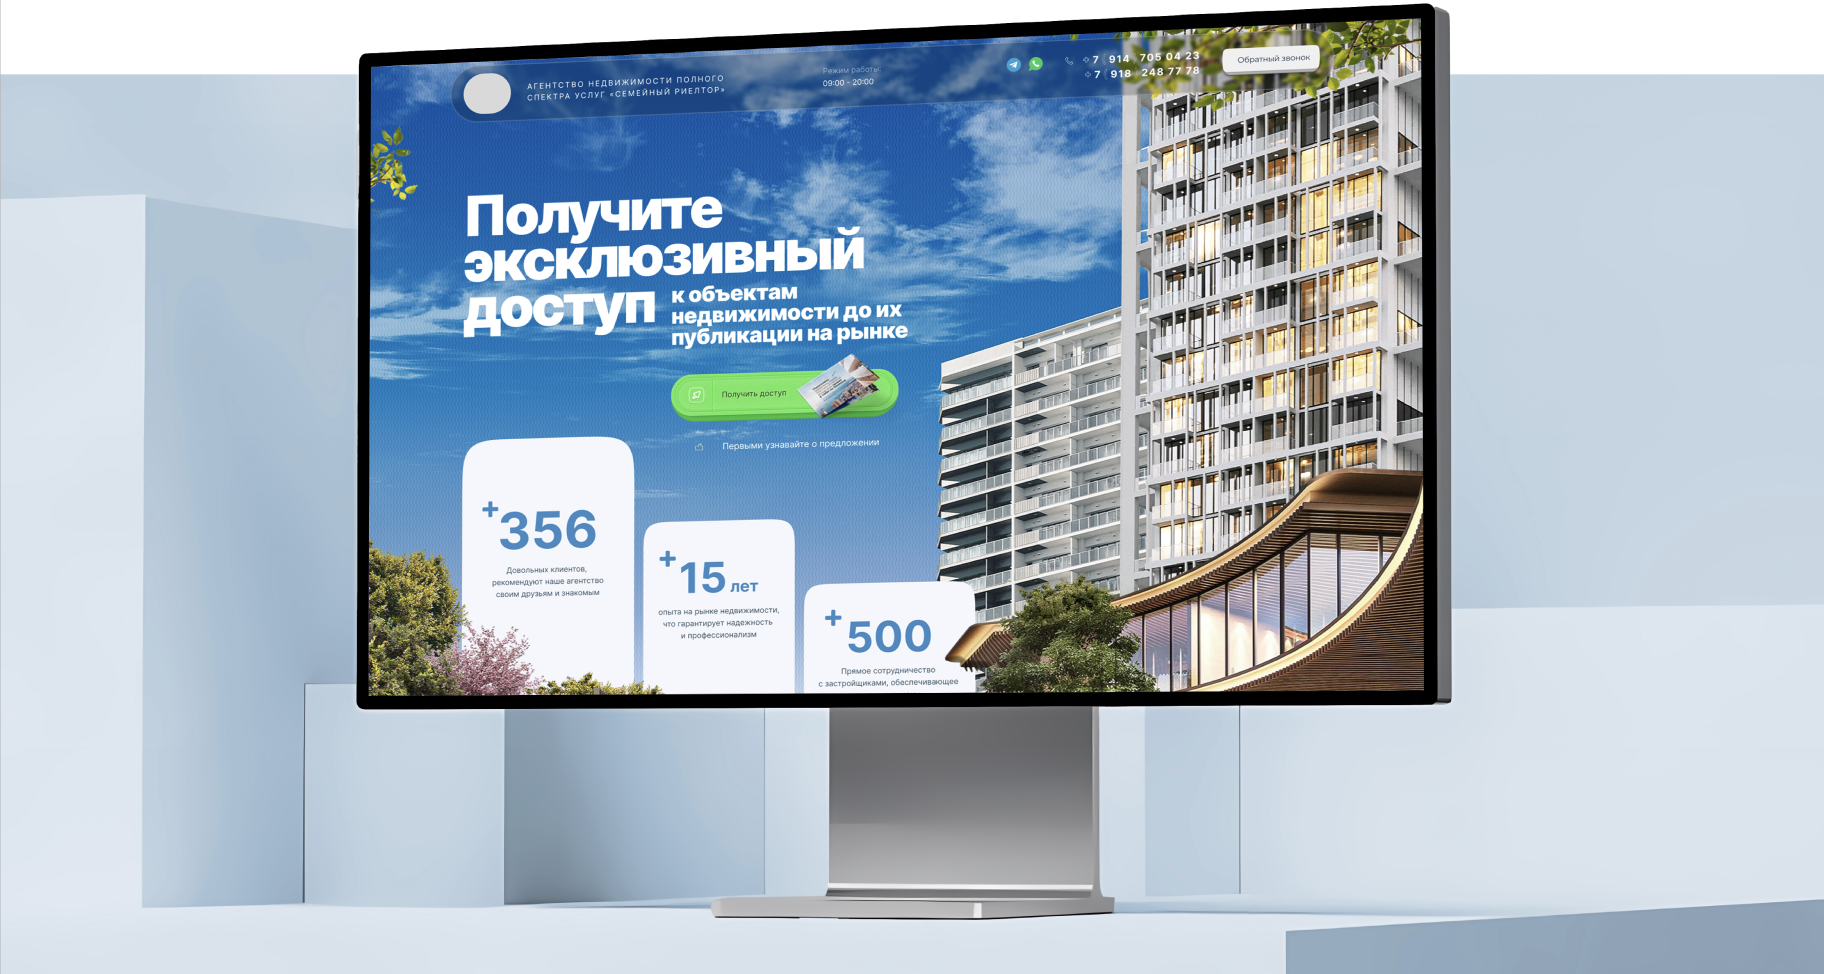 АГЕНТСТВО НЕДВИЖИМОСТИ ПОЛНОГО
СПЕКТРА УСЛУГ «СЕМЕЙНЫЙ РИЕЛТОР»
Режим работы:
09:00 - 20:00
+ 7 914 705 04 23
+ 7 918 248 77 78
Обратный звонок
Получите
эксклюзивный
доступ
к объектам
недвижимости до их
публикации на рынке
Получить доступ
Первыми узнавайте о предложении
+356
Довольных клиентов,
рекомендуют наше агентство
своим друзьям и знакомым
+15 лет
опыта на рынке недвижимости,
что гарантирует надежность
и профессионализм
+500
Прямое сотрудничество
с застройщиками, обеспечивающее